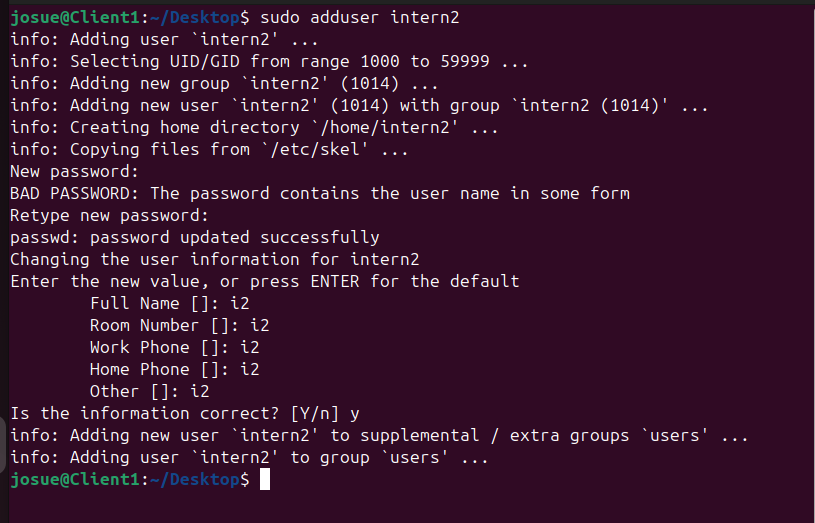 josue@Client1:~/Desktop$ sudo adduser intern2
info: Adding user `intern2' ...
info: Selecting UID/GID from range 1000 to 59999 ...
info: Adding new group `intern2' (1014) ...
info: Adding new user `intern2' (1014) with group `intern2 (1014)' ...
info: Creating home directory `/home/intern2' ...
info: Copying files from `/etc/skel' ...
New password:
BAD PASSWORD: The password contains the user name in some form
Retype new password:
passwd: password updated successfully
Changing the user information for intern2
Enter the new value, or press ENTER for the default
        Full Name []: i2
        Room Number []: i2
        Work Phone []: i2
        Home Phone []: i2
        Other []: i2
Is the information correct? [Y/n] y
info: Adding new user `intern2' to supplemental / extra groups `users' ...
info: Adding user `intern2' to group `users' ...
josue@Client1:~/Desktop$